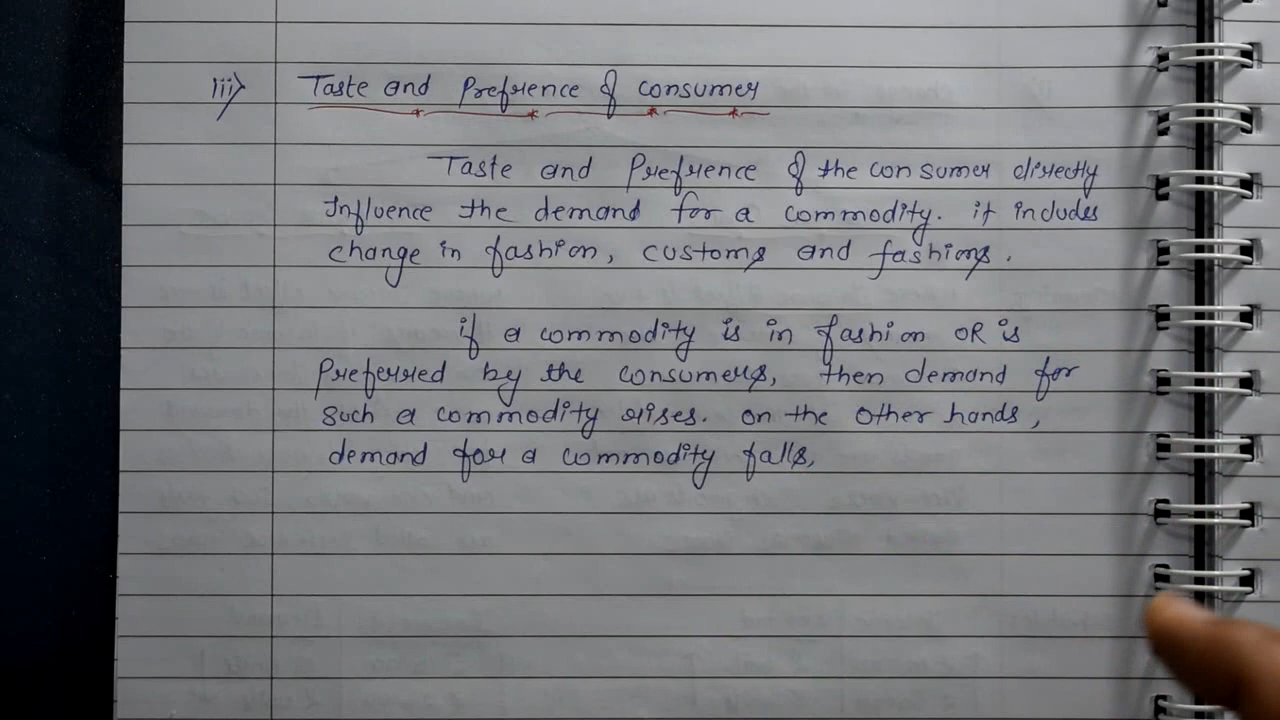 iii) Taste and Prefrence of consumer
Taste and Prefrence of the consumer directly
Influence the demand for a commodity. it includes
change in fashion, customs and fashions.
if a commodity is in fashion OR is
Preferred by the consumers, then demand for
such a commodity rises. on the other hands,
demand for a commodity falls,